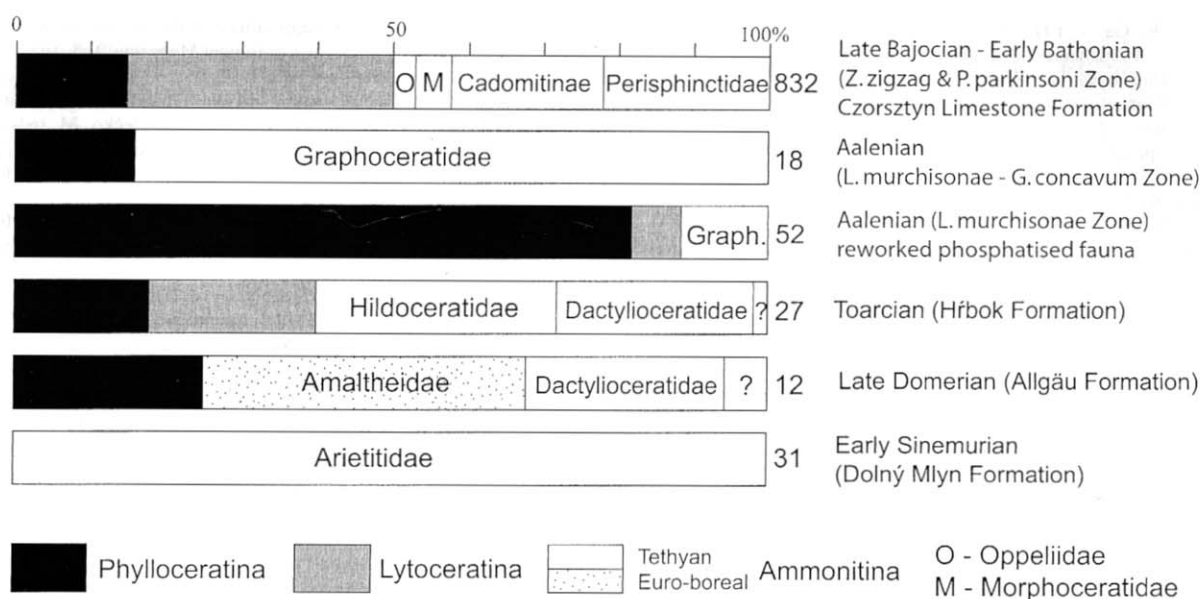 0 50 100%
O M Cadomitinae Perisphinctidae 832
Late Bajocian - Early Bathonian
(Z. zigzag & P. parkinsoni Zone)
Czorsztyn Limestone Formation
Graphoceratidae 18
Aalenian
(L. murchisonae - G. concavum Zone)
Graph. 52
Aalenian (L. murchisonae Zone)
reworked phosphatised fauna
Hildoceratidae Dactylioceratidae ? 27 Toarcian (Hŕbok Formation)
Amaltheidae Dactylioceratidae ? 12 Late Domerian (Allgäu Formation)
Arietitidae 31
Early Sinemurian
(Dolný Mlyn Formation)
Phylloceratina Lytoceratina
Tethyan
Euro-boreal
Ammonitina
O - Oppeliidae
M - Morphoceratidae